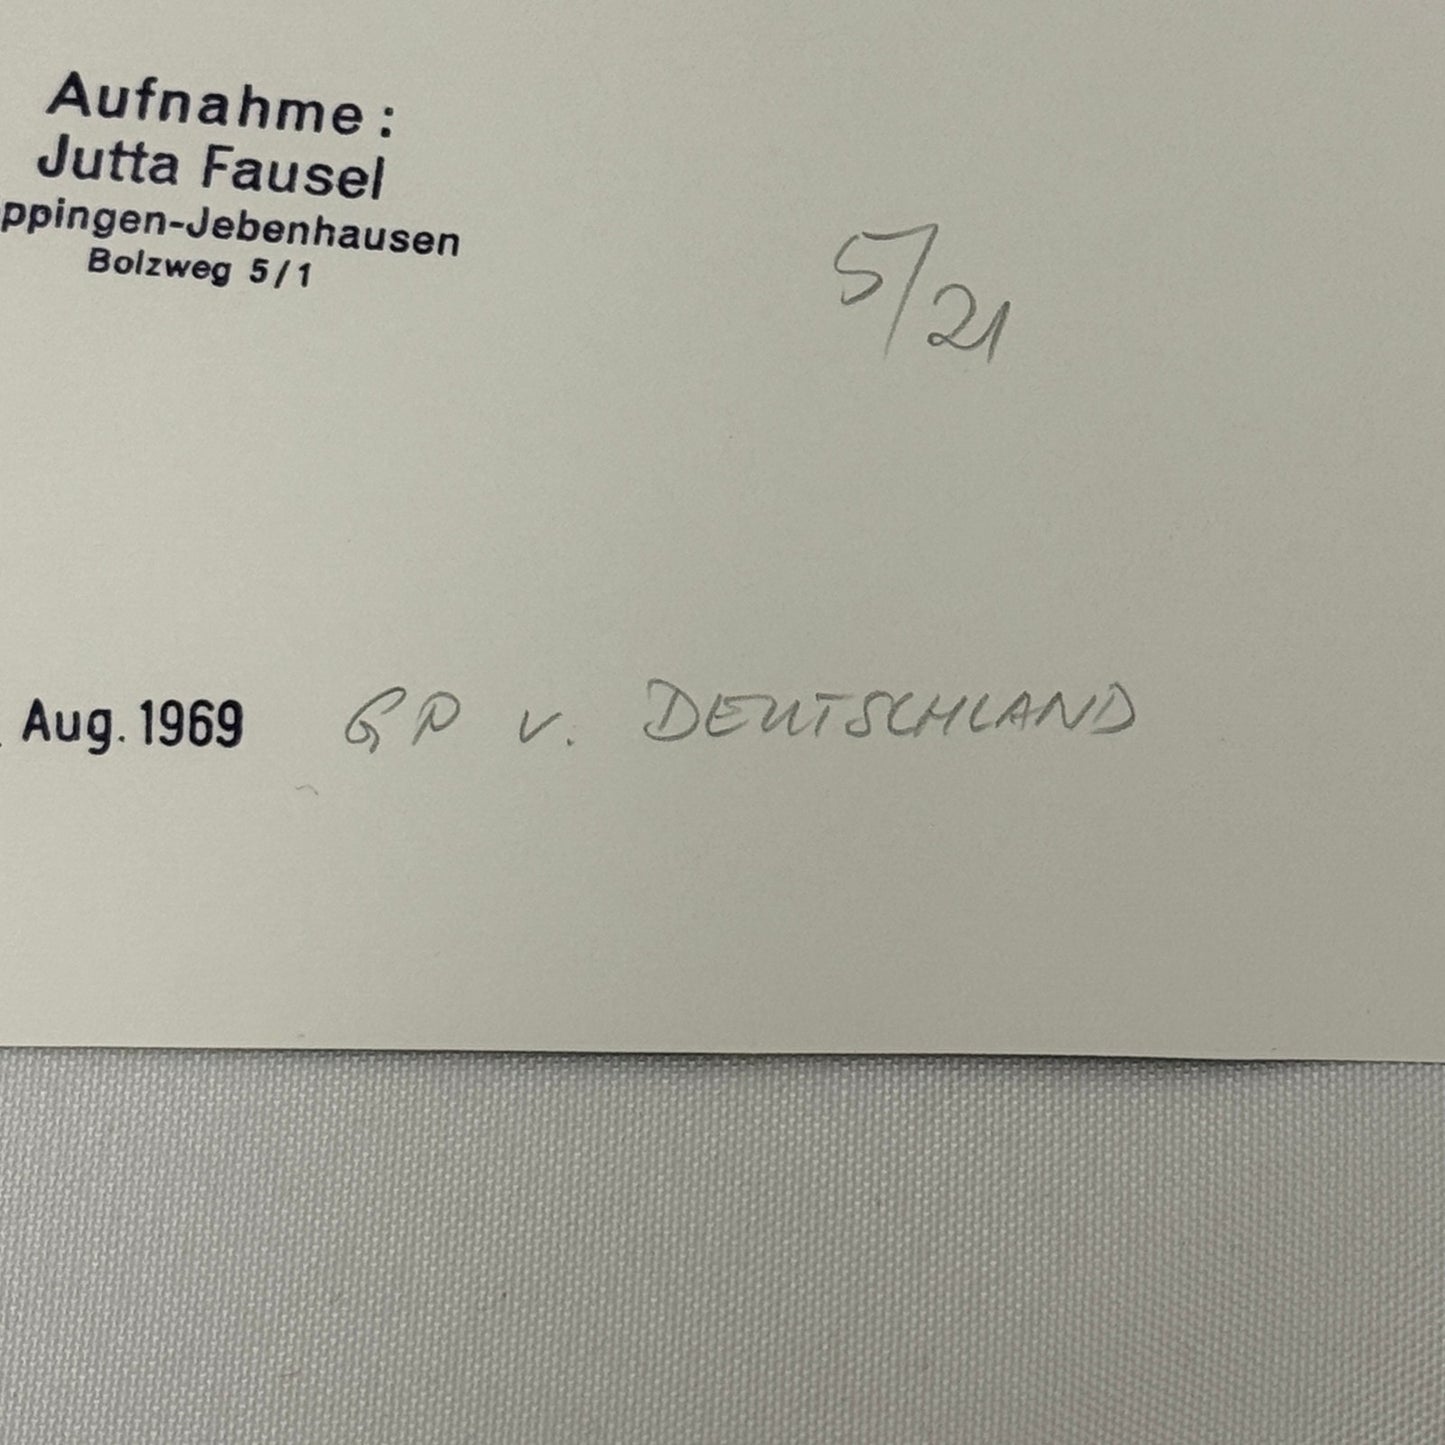 Aufnahme:
Jutta Fausel
ppingen-Jebenhausen
Bolzweg 5/1
5/21
. Aug. 1969 GP v. DEUTSCHLAND